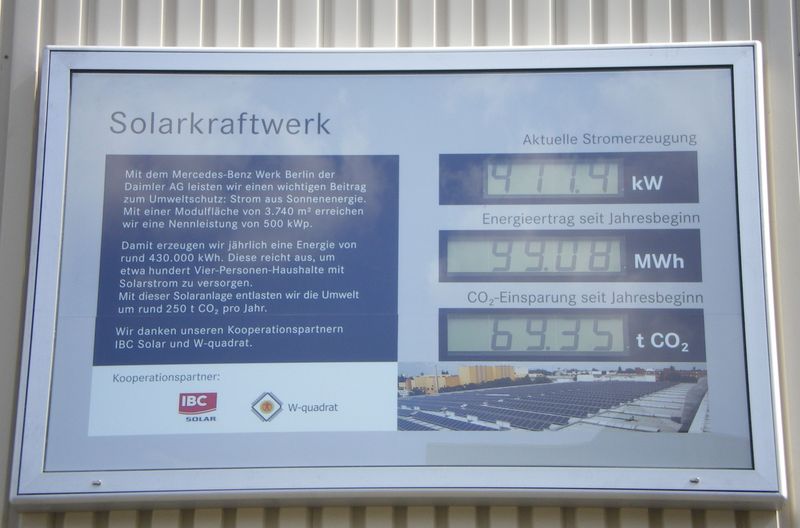 Solarkraftwerk
Mit dem Mercedes-Benz Werk Berlin der
Daimler AG leisten wir einen wichtigen Beitrag
zum Umweltschutz: Strom aus Sonnenenergie.
Mit einer Modulfläche von 3.740 m² erreichen
wir eine Nennleistung von 500 kWp.
Damit erzeugen wir jährlich eine Energie von
rund 430.000 kWh. Diese reicht aus, um
etwa hundert Vier-Personen-Haushalte mit
Solarstrom zu versorgen.
Mit dieser Solaranlage entlasten wir die Umwelt
um rund 250 t CO₂ pro Jahr.
Wir danken unseren Kooperationspartnern
IBC Solar und W-quadrat.
Kooperationspartner:
IBC
SOLAR
W-quadrat
Aktuelle Stromerzeugung
411.4 kW
Energieertrag seit Jahresbeginn
99.08 MWh
CO₂-Einsparung seit Jahresbeginn
69.35 t CO₂